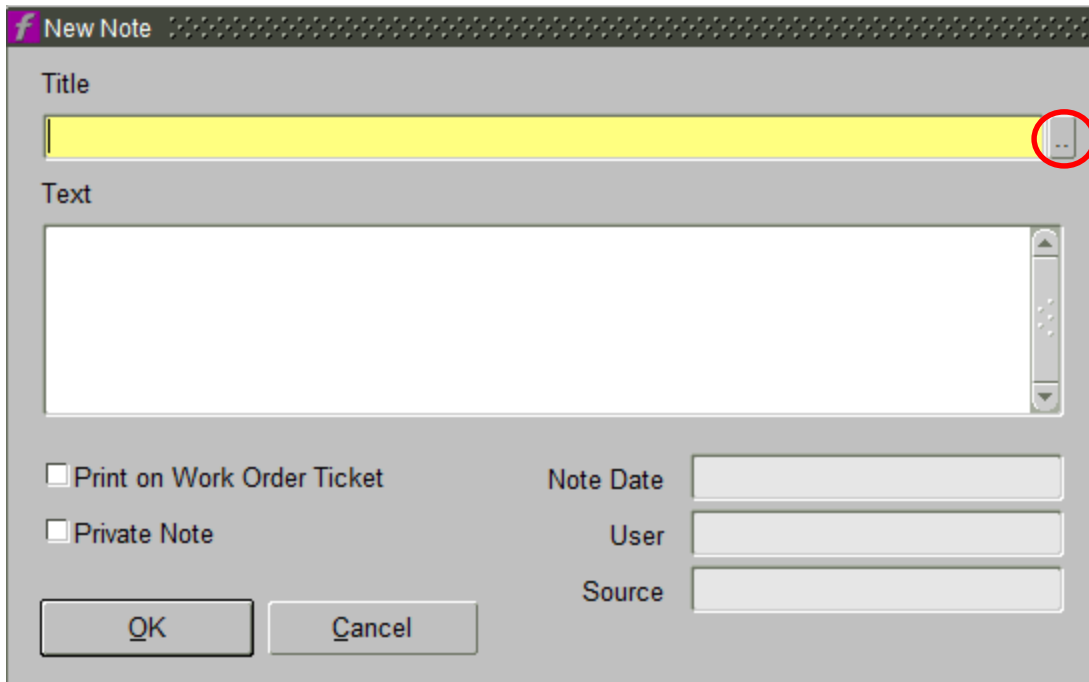 f New Note
Title
..
Text
Print on Work Order Ticket
Note Date
Private Note
User
Source
OK
Cancel